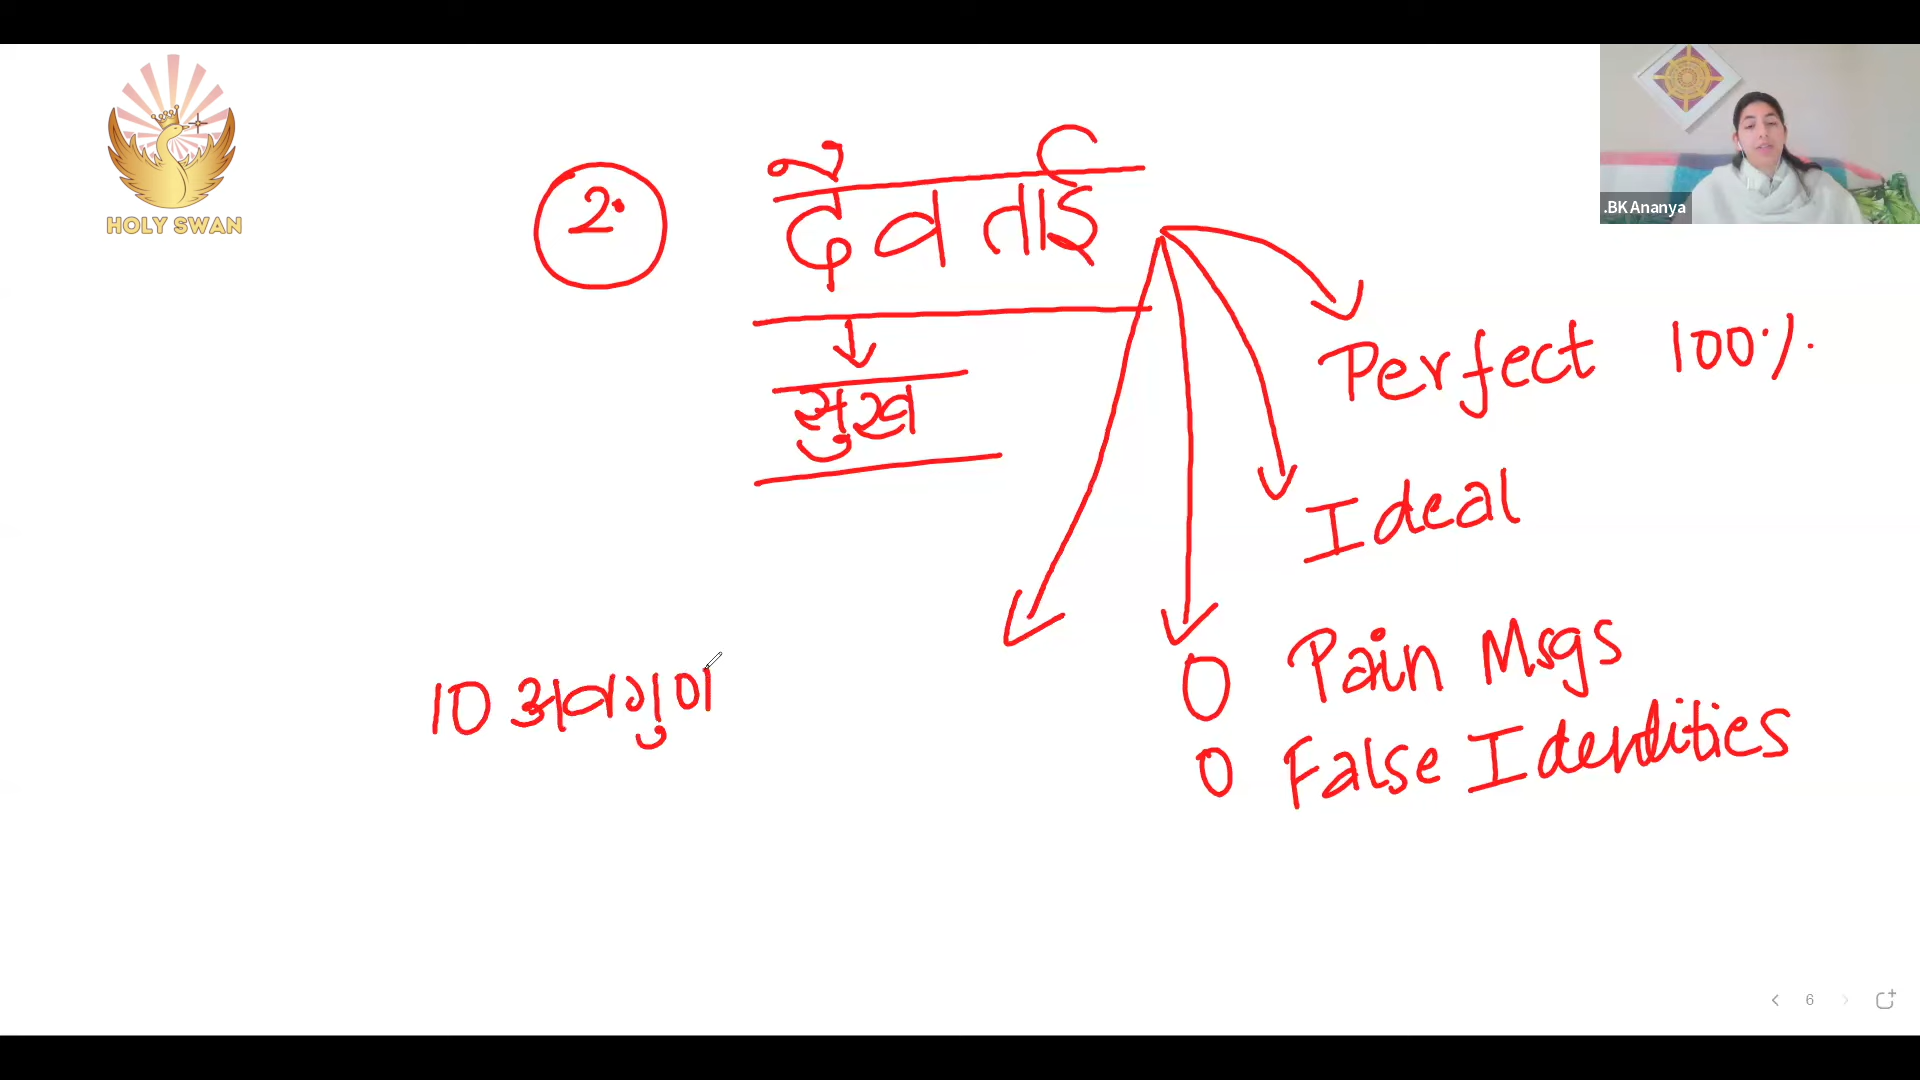 HOLY SWAN
.BK Ananya
2.
देवताई
सुख
Perfect 100%.
Ideal
0 Pain Msgs
10 अवगुण
0 False Identities
6